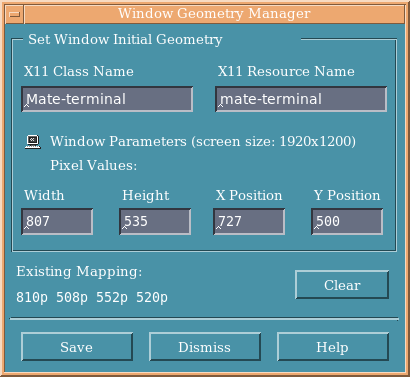 Window Geometry Manager
Set Window Initial Geometry
X11 Class Name X11 Resource Name
Mate-terminal mate-terminal
Window Parameters (screen size: 1920x1200)
Pixel Values:
Width Height X Position Y Position
807 535 727 500
Existing Mapping:
810p 508p 552p 520p
Clear
Save Dismiss Help